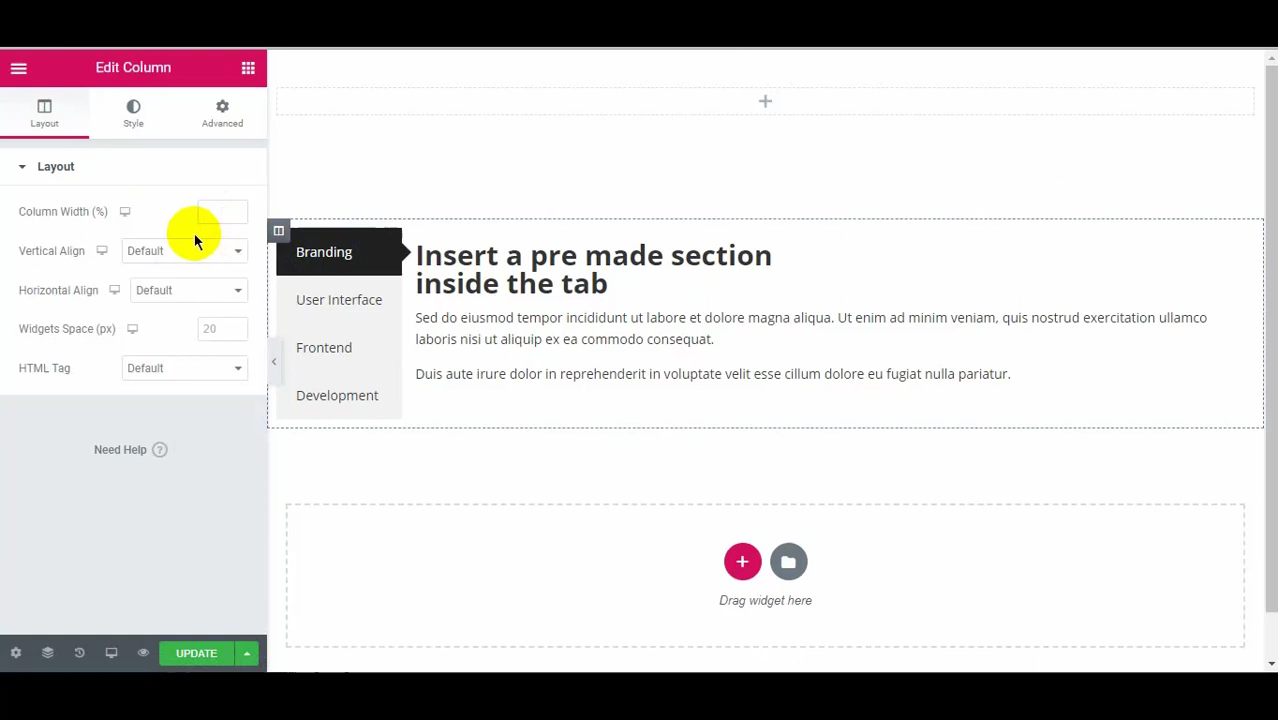 Edit Column
Layout
Style
Advanced
Layout
Column Width (%)
Vertical Align
Default
Horizontal Align
Default
Widgets Space (px)
20
HTML Tag
Default
Need Help ?
UPDATE
Branding
User Interface
Frontend
Development
Insert a pre made section
inside the tab
Sed do eiusmod tempor incididunt ut labore et dolore magna aliqua. Ut enim ad minim veniam, quis nostrud exercitation ullamco
laboris nisi ut aliquip ex ea commodo consequat.
Duis aute irure dolor in reprehenderit in voluptate velit esse cillum dolore eu fugiat nulla pariatur.
Drag widget here